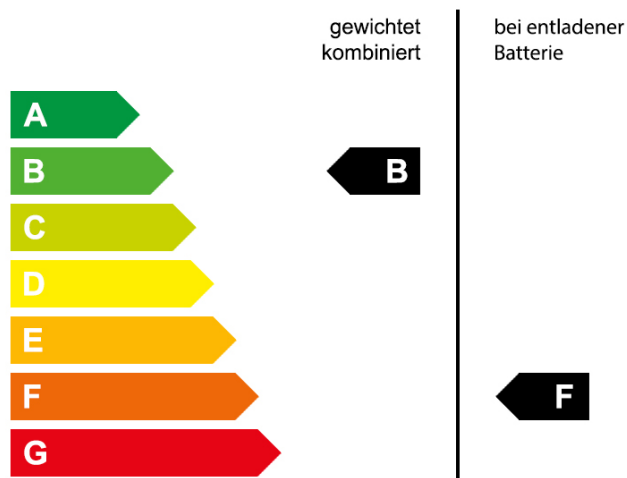 gewichtet
kombiniert
bei entladener
Batterie
A
B
B
C
D
E
F
F
G